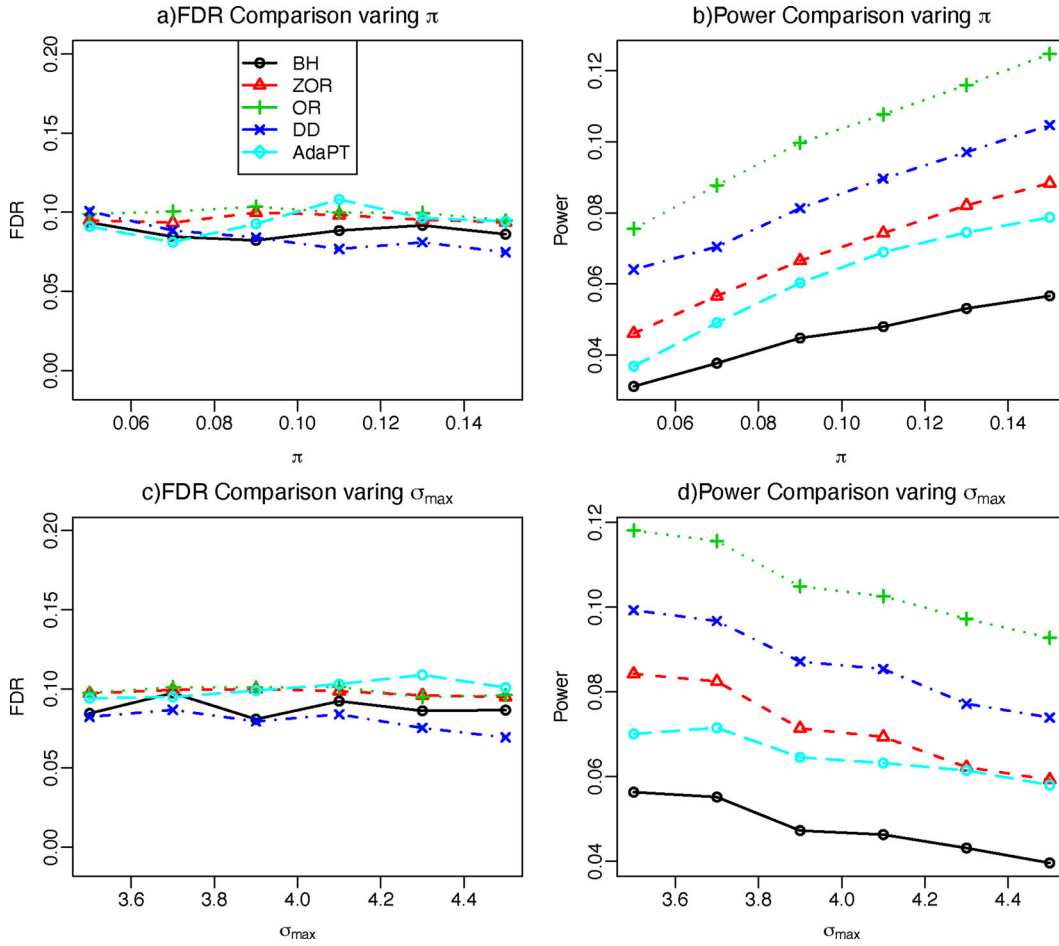 a)FDR Comparison varing π
FDR
0.20
0.15
0.10
0.05
0.00
BH
ZOR
OR
DD
AdaPT
0.06 0.08 0.10 0.12 0.14
π
b)Power Comparison varing π
Power
0.12
0.10
0.08
0.06
0.04
0.06 0.08 0.10 0.12 0.14
π
c)FDR Comparison varing σmax
FDR
0.20
0.15
0.10
0.05
0.00
3.6 3.8 4.0 4.2 4.4
σmax
d)Power Comparison varing σmax
Power
0.12
0.10
0.08
0.06
0.04
3.6 3.8 4.0 4.2 4.4
σmax